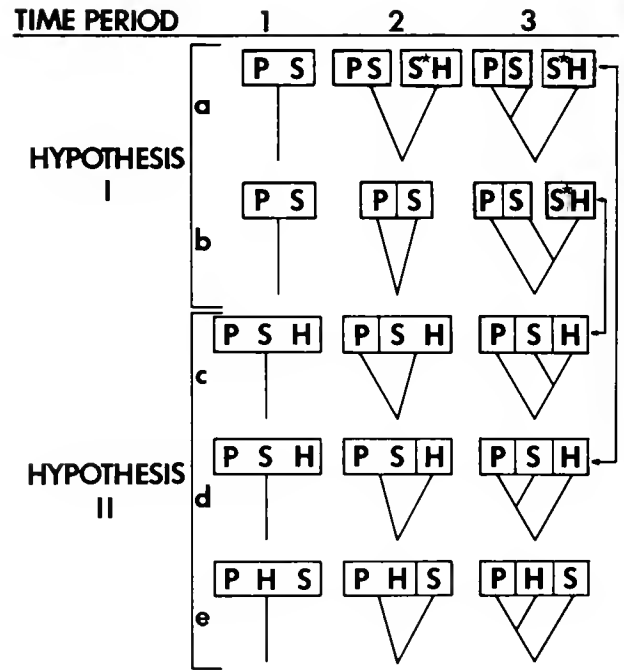 TIME PERIOD 1 2 3
P S PS S*H PS S*H
a
HYPOTHESIS
I
P S P S PS S*H
b
P S H P S H P S H
c
HYPOTHESIS
II
P S H P S H P S H
d
P H S P H S P H S
e